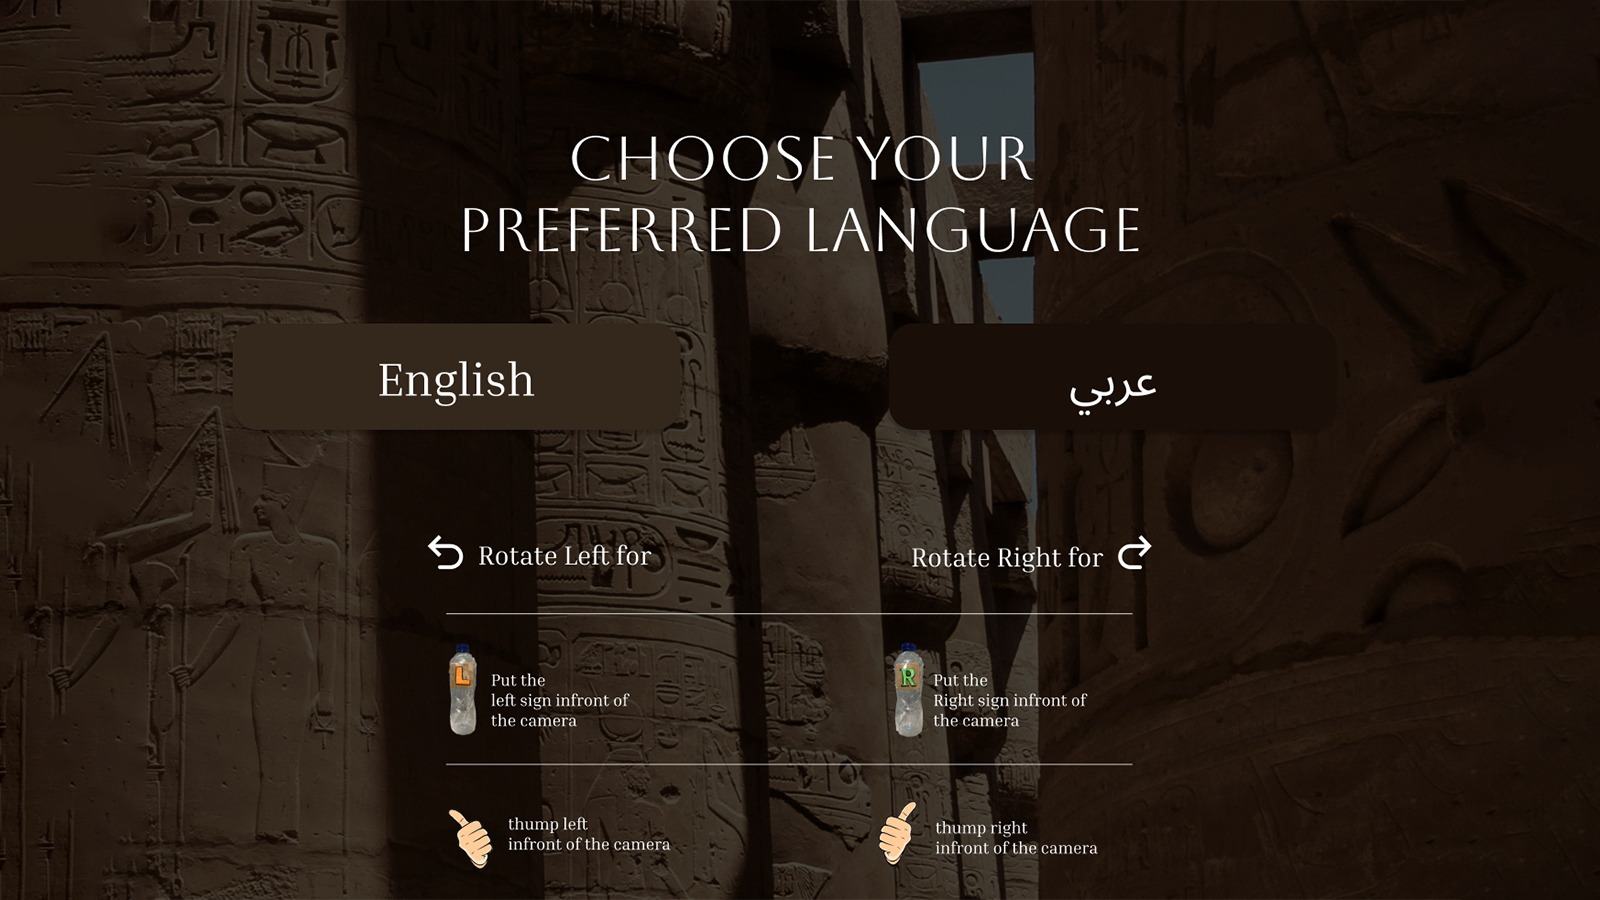 CHOOSE YOUR
PREFERRED LANGUAGE
English
عربي
Rotate Left for
Rotate Right for
L
Put the
left sign infront of
the camera
R
Put the
Right sign infront of
the camera
thump left
infront of the camera
thump right
infront of the camera